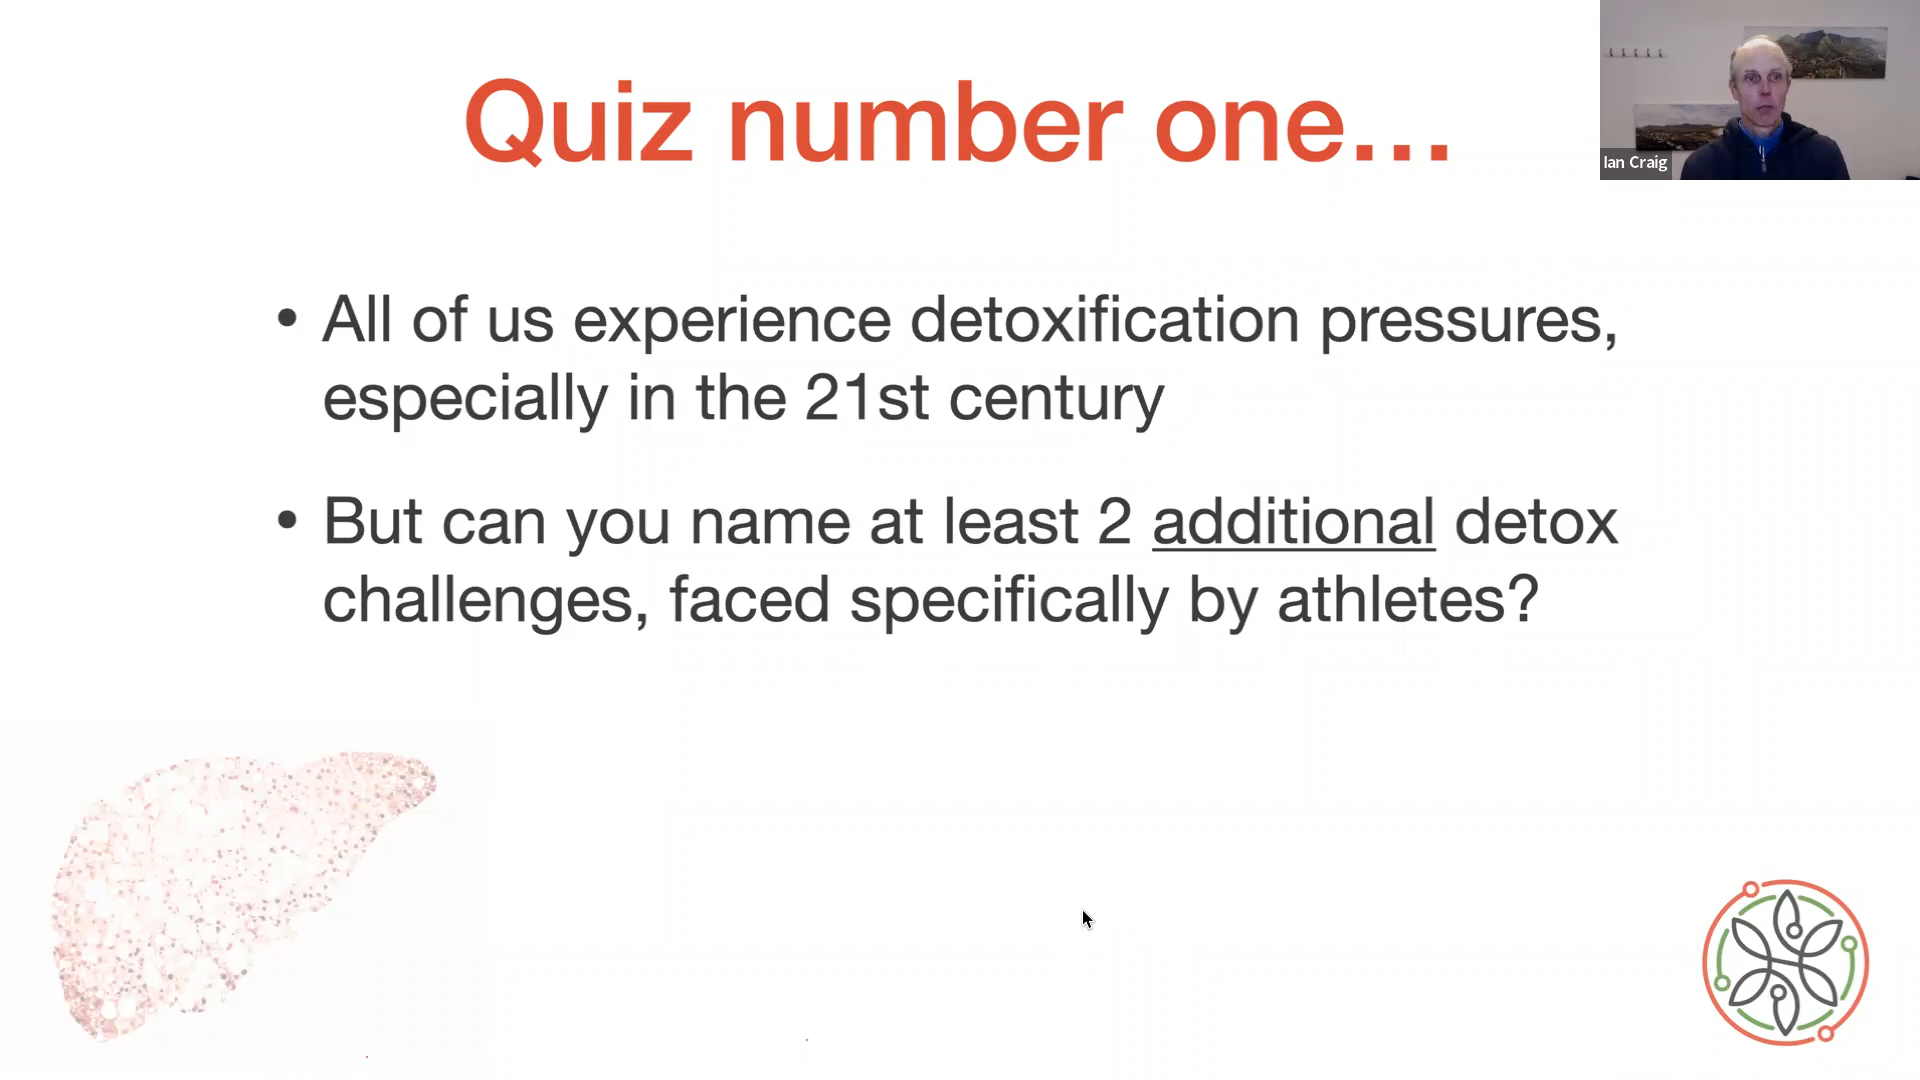 Quiz number one...
Ian Craig
• All of us experience detoxification pressures,
especially in the 21st century
• But can you name at least 2 additional detox
challenges, faced specifically by athletes?